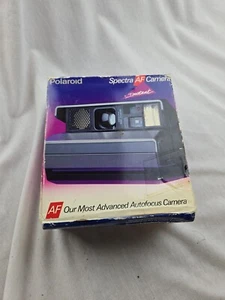 Polaroid
Spectra AF Camera
AF Our Most Advanced Autofocus Camera